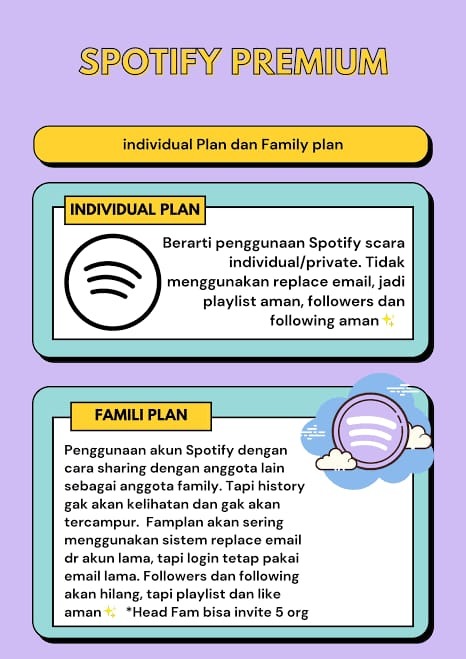 SPOTIFY PREMIUM
individual Plan dan Family plan
INDIVIDUAL PLAN
Berarti penggunaan Spotify scara
individual/private. Tidak
menggunakan replace email, jadi
playlist aman, followers dan
following aman✨
FAMILI PLAN
Penggunaan akun Spotify dengan
cara sharing dengan anggota lain
sebagai anggota family. Tapi history
gak akan kelihatan dan gak akan
tercampur. Famplan akan sering
menggunakan sistem replace email
dr akun lama, tapi login tetap pakai
email lama. Followers dan following
akan hilang, tapi playlist dan like
aman✨ *Head Fam bisa invite 5 org